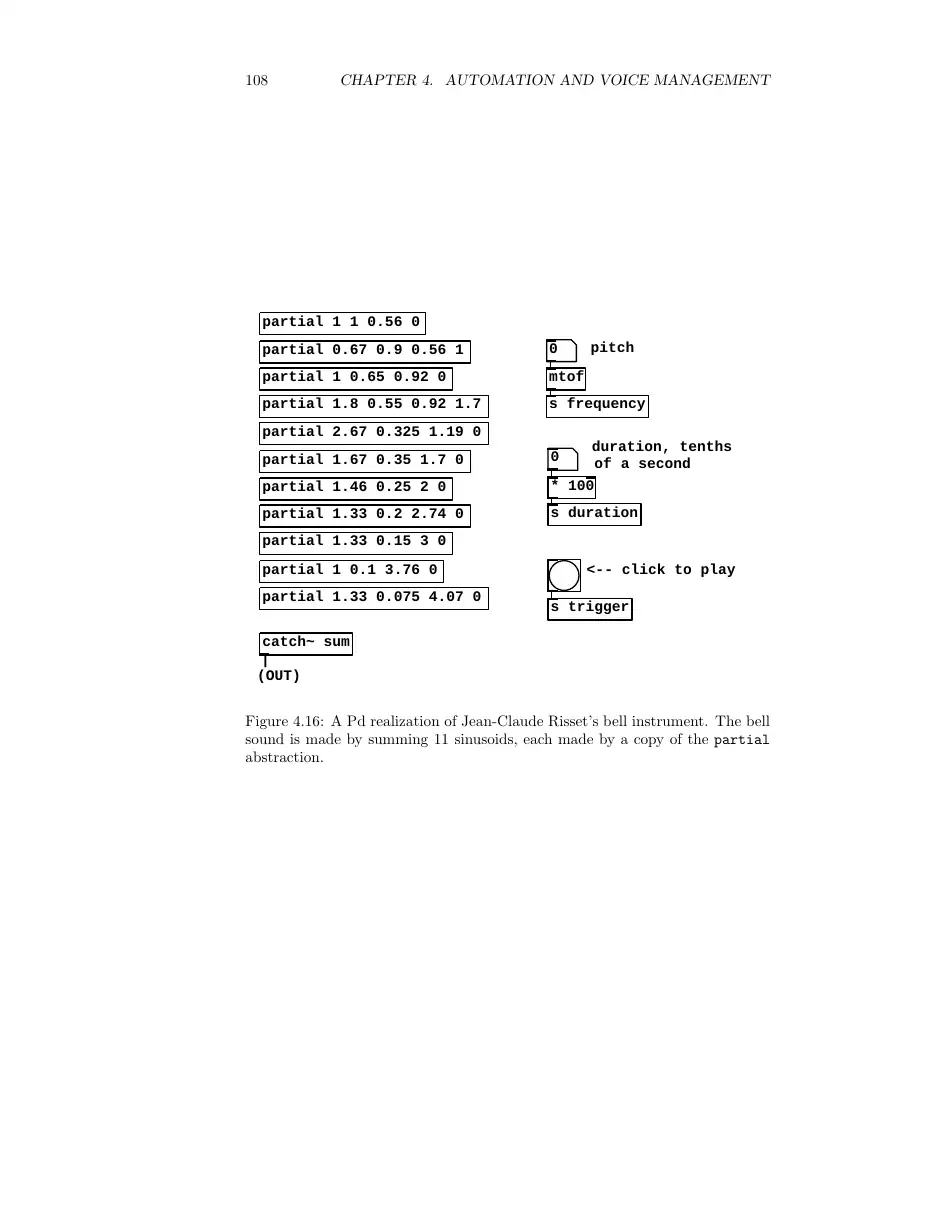 108 CHAPTER 4. AUTOMATION AND VOICE MANAGEMENT
partial 1 1 0.56 0
partial 0.67 0.9 0.56 1
partial 1 0.65 0.92 0
partial 1.8 0.55 0.92 1.7
partial 2.67 0.325 1.19 0
partial 1.67 0.35 1.7 0
partial 1.46 0.25 2 0
partial 1.33 0.2 2.74 0
partial 1.33 0.15 3 0
partial 1 0.1 3.76 0
partial 1.33 0.075 4.07 0
catch~ sum
(OUT)
0 pitch
mtof
s frequency
duration, tenths
0 of a second
* 100
s duration
<-- click to play
s trigger
Figure 4.16: A Pd realization of Jean-Claude Risset's bell instrument. The bell
sound is made by summing 11 sinusoids, each made by a copy of the partial
abstraction.